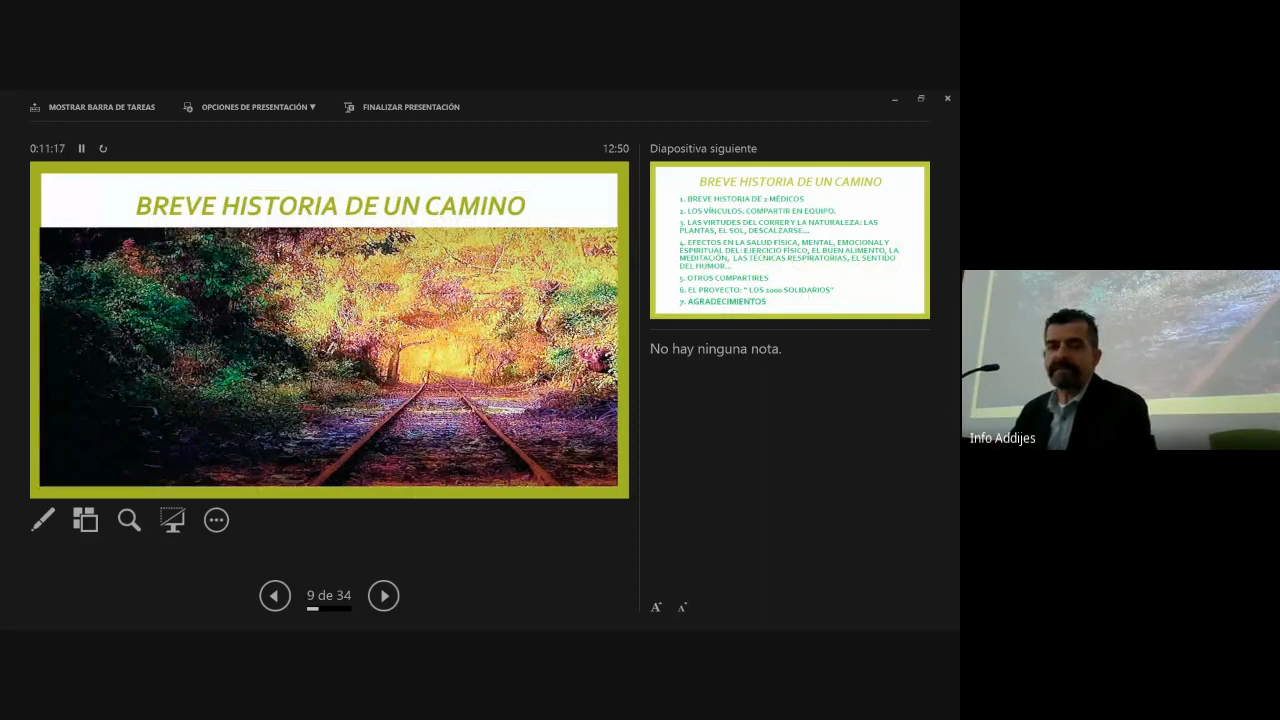 MOSTRAR BARRA DE TAREAS
OPCIONES DE PRESENTACIÓN ▼
FINALIZAR PRESENTACIÓN
0:11:17
12:50
BREVE HISTORIA DE UN CAMINO
9 de 34
Diapositiva siguiente
BREVE HISTORIA DE UN CAMINO
1. BREVE HISTORIA DE 2 MÉDICOS
2. LOS VÍNCULOS. COMPARTIR EN EQUIPO.
3. LAS VIRTUDES DEL CORRER Y LA NATURALEZA: LAS
PLANTAS, EL SOL, DESCALZARSE...
4. EFECTOS EN LA SALUD FÍSICA, MENTAL, EMOCIONAL Y
ESPIRITUAL DEL: EJERCICIO FÍSICO, EL BUEN ALIMENTO, LA
MEDITACIÓN, LAS TÉCNICAS RESPIRATORIAS, EL SENTIDO
DEL HUMOR...
5. OTROS COMPARTIRES
6. EL PROYECTO: " LOS 1000 SOLIDARIOS"
7. AGRADECIMIENTOS
No hay ninguna nota.
A A
Info Addijes